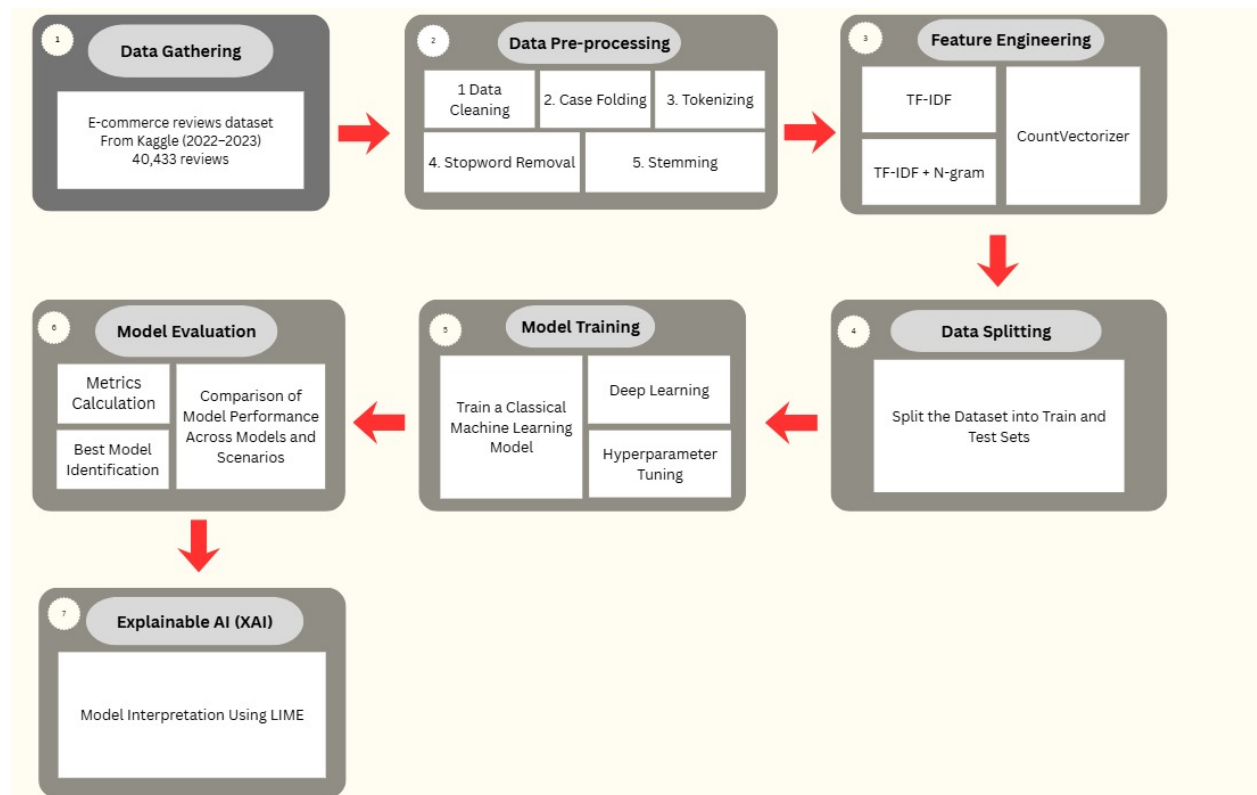 1
Data Gathering
E-commerce reviews dataset
From Kaggle (2022–2023)
40,433 reviews
2
Data Pre-processing
1 Data
Cleaning
2. Case Folding
3. Tokenizing
4. Stopword Removal
5. Stemming
3
Feature Engineering
TF-IDF
TF-IDF + N-gram
CountVectorizer
4
Data Splitting
Split the Dataset into Train and
Test Sets
5
Model Training
Train a Classical
Machine Learning
Model
Deep Learning
Hyperparameter
Tuning
6
Model Evaluation
Metrics
Calculation
Best Model
Identification
Comparison of
Model Performance
Across Models and
Scenarios
7
Explainable AI (XAI)
Model Interpretation Using LIME